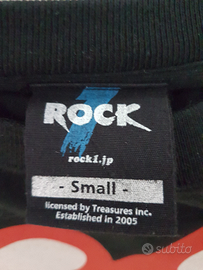 ROCK
rock1.jp
- Small -
licensed by Treasures inc.
Established in 2005
subito